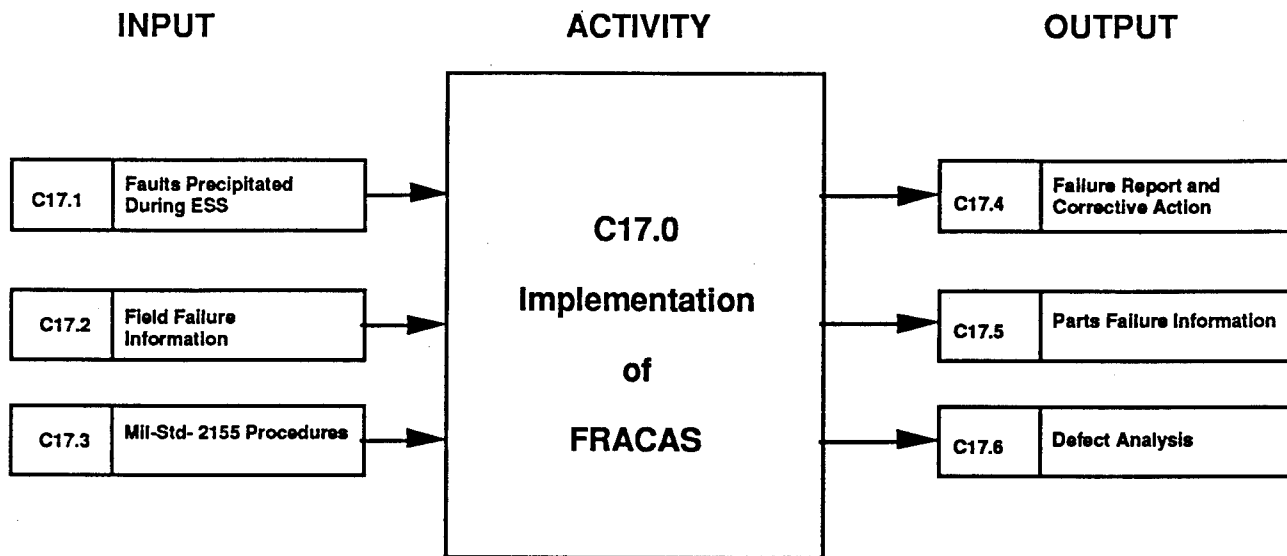 INPUT
ACTIVITY
OUTPUT
C17.1
Faults Precipitated
During ESS
C17.2
Field Failure
Information
C17.3
Mil-Std- 2155 Procedures
C17.0
Implementation
of
FRACAS
C17.4
Failure Report and
Corrective Action
C17.5
Parts Failure Information
C17.6
Defect Analysis